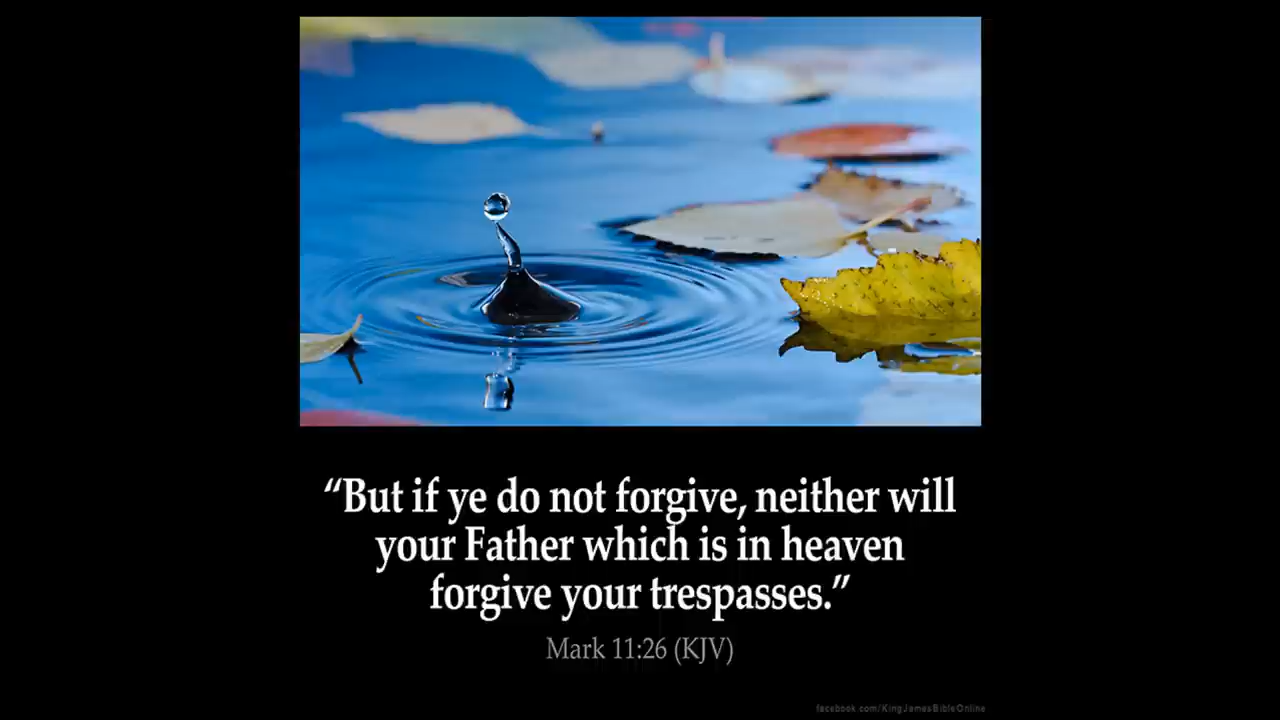 “But if ye do not forgive, neither will
your Father which is in heaven
forgive your trespasses.”
Mark 11:26 (KJV)
facebook.com/KingJamesBibleOnline